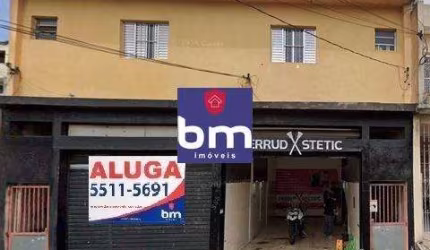 bm
imóveis
ERRUD X STETIC
ALUGA
5511-5691
bm